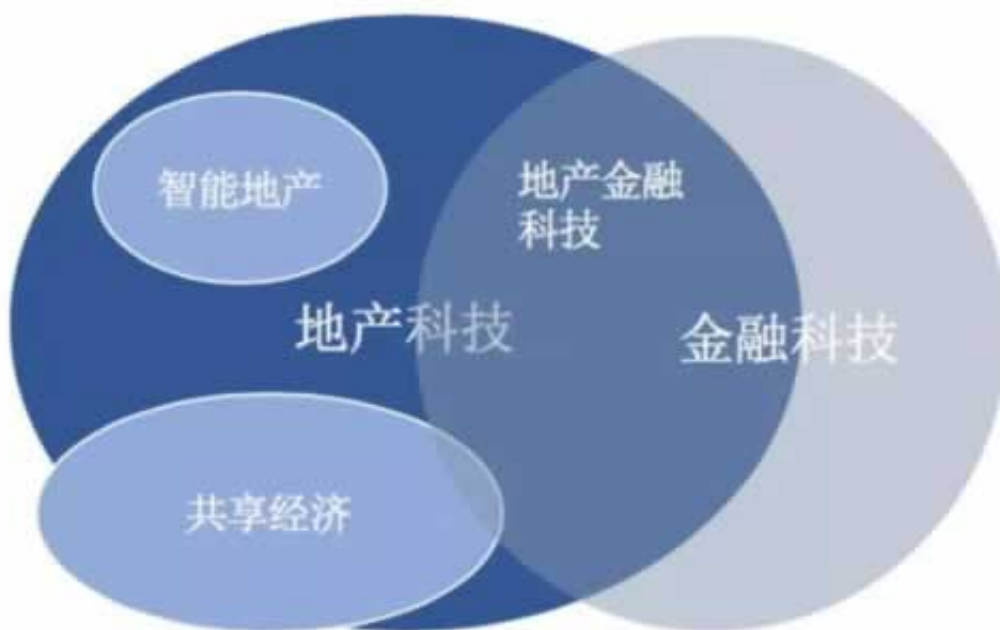 智能地产
地产金融
科技
地产科技
金融科技
共享经济